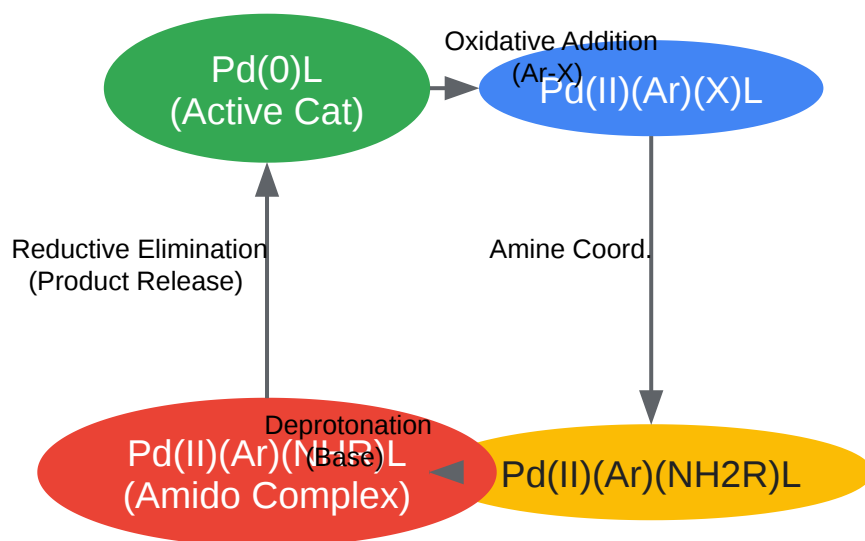 Oxidative Addition
(Ar-X)
Pd(0)L
(Active Cat)
Pd(II)(Ar)(X)L
Reductive Elimination
(Product Release)
Amine Coord.
Deprotonation
(Base)
Pd(II)(Ar)(NHR)L
(Amido Complex)
Pd(II)(Ar)(NH2R)L